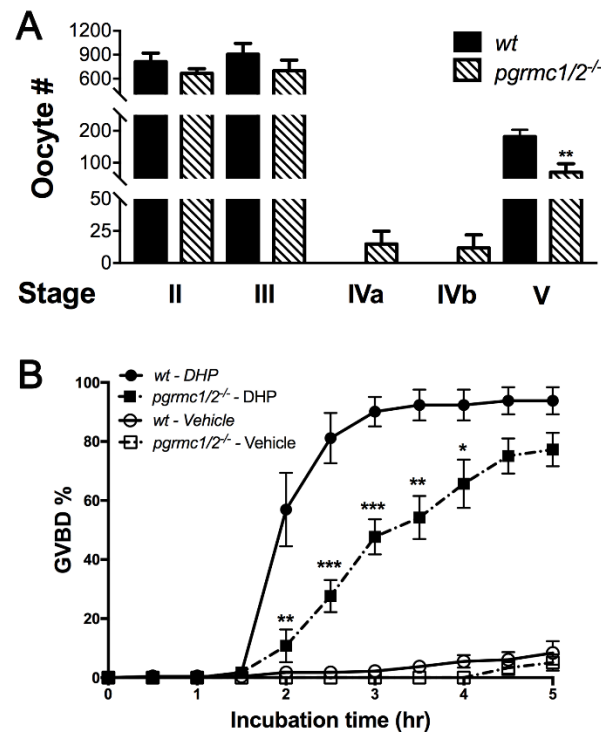 A
Oocyte #
1200
900
600
200
100
50
25
0
wt
pgrmc1/2-/-
**
Stage II III IVa IVb V
B
wt - DHP
pgrmc1/2-/- - DHP
wt - Vehicle
pgrmc1/2-/- - Vehicle
GVBD %
100
80
60
40
20
0
**
***
***
**
*
0 1 2 3 4 5
Incubation time (hr)